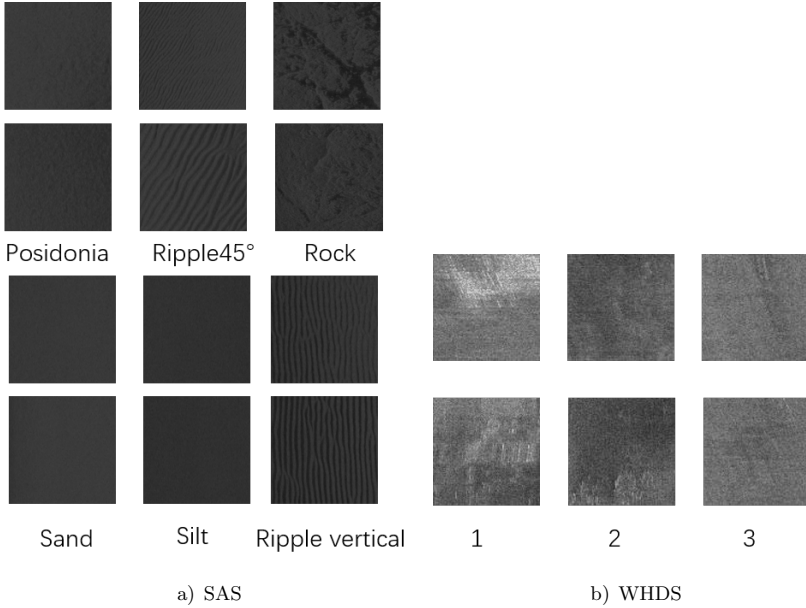 Posidonia Ripple45° Rock
Sand Silt Ripple vertical 1 2 3
a) SAS b) WHDS